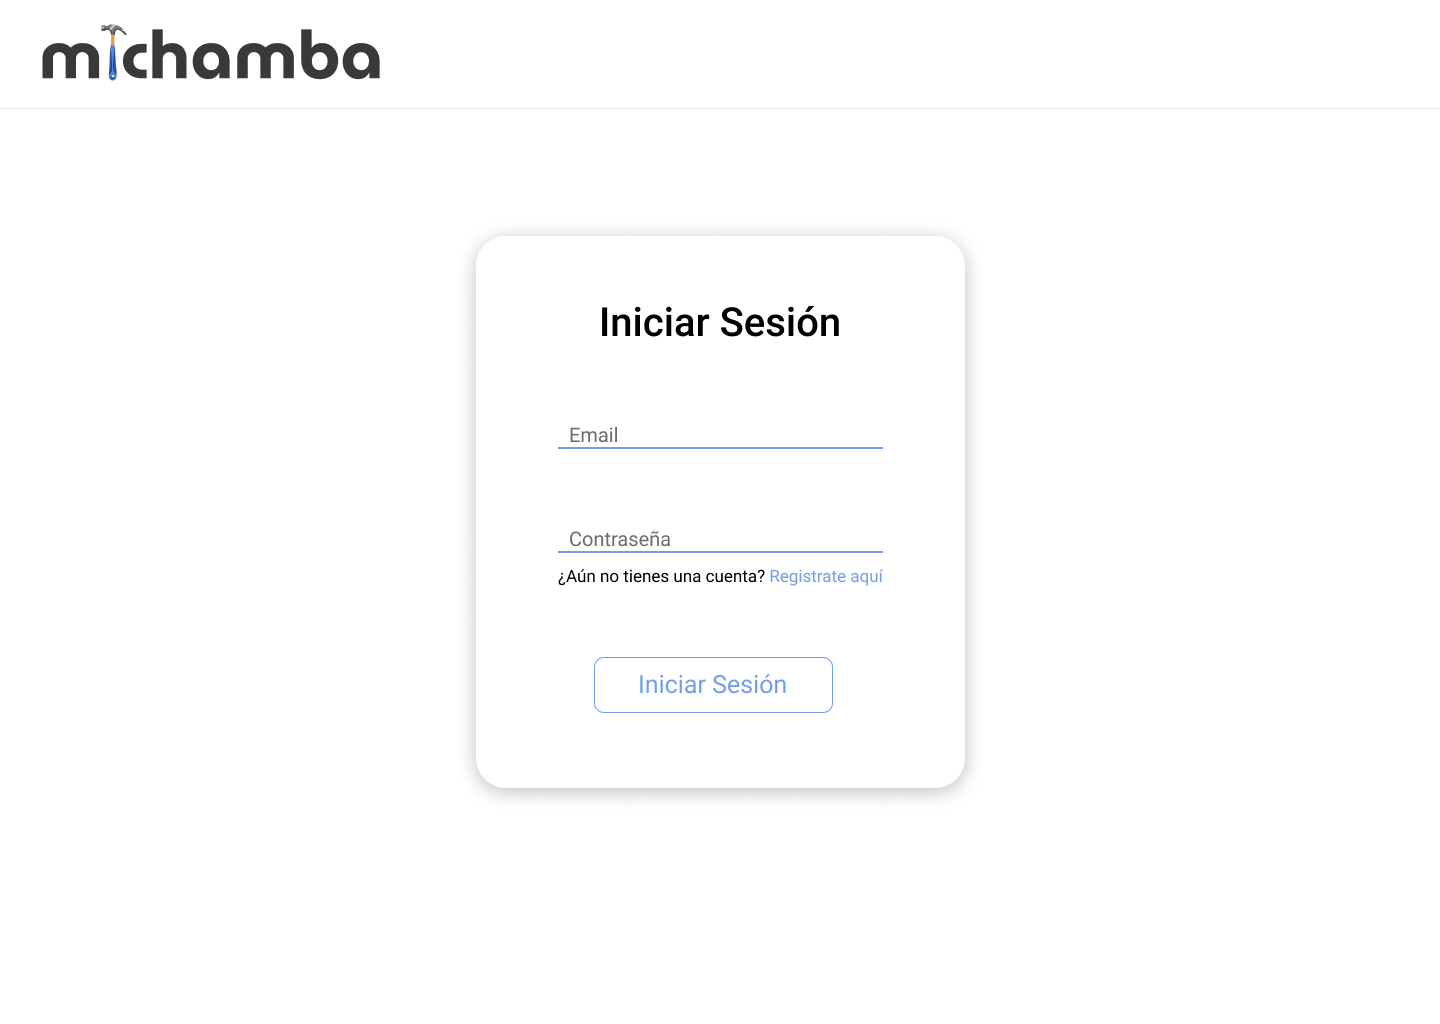 michamba
Iniciar Sesión
Email
Contraseña
¿Aún no tienes una cuenta? Registrate aquí
Iniciar Sesión